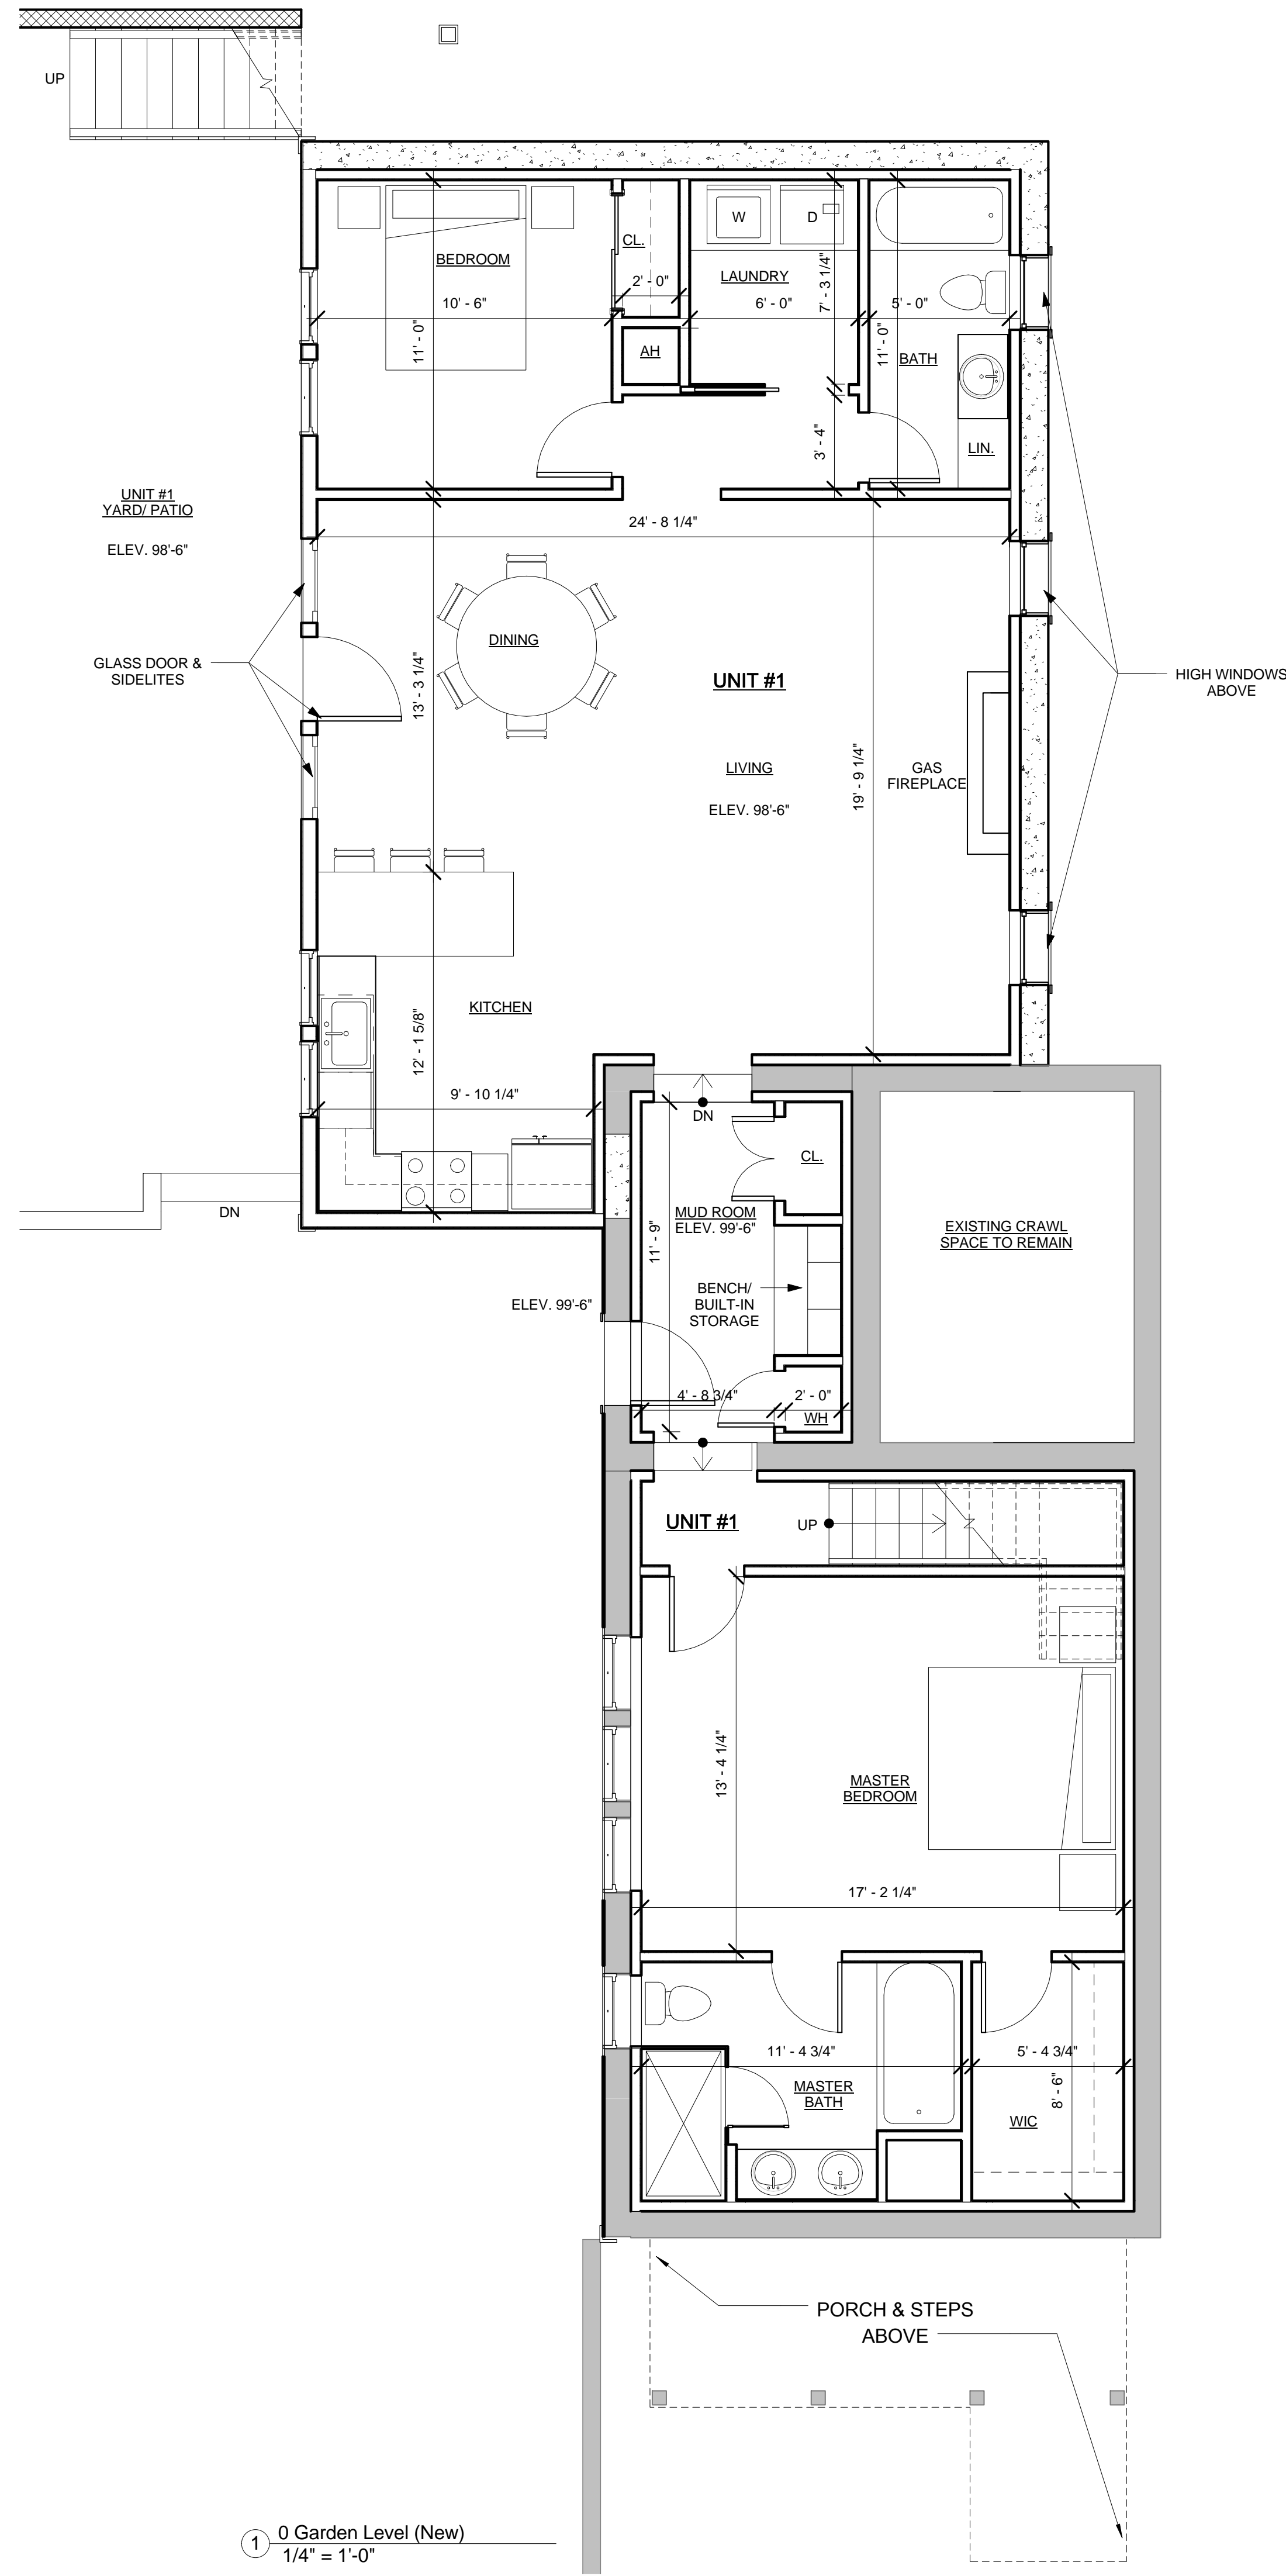 UP
BEDROOM
10' - 6"
11' - 0"
CL.
2' - 0"
AH
W
D
LAUNDRY
6' - 0"
7' - 3 1/4"
3' - 4"
5' - 0"
11' - 0"
BATH
LIN.
UNIT #1
YARD/ PATIO
ELEV. 98'-6"
24' - 8 1/4"
DINING
GLASS DOOR &
SIDELITES
13' - 3 1/4"
UNIT #1
LIVING
ELEV. 98'-6"
19' - 9 1/4"
GAS
FIREPLACE
HIGH WINDOWS
ABOVE
KITCHEN
12' - 1 5/8"
9' - 10 1/4"
DN
DN
CL.
MUD ROOM
ELEV. 99'-6"
11' - 9"
EXISTING CRAWL
SPACE TO REMAIN
BENCH/
BUILT-IN
STORAGE
ELEV. 99'-6"
4' - 8 3/4"
2' - 0"
WH
UNIT #1
UP
13' - 4 1/4"
MASTER
BEDROOM
17' - 2 1/4"
11' - 4 3/4"
MASTER
BATH
5' - 4 3/4"
8' - 6"
WIC
PORCH & STEPS
ABOVE
1
0 Garden Level (New)
1/4" = 1'-0"